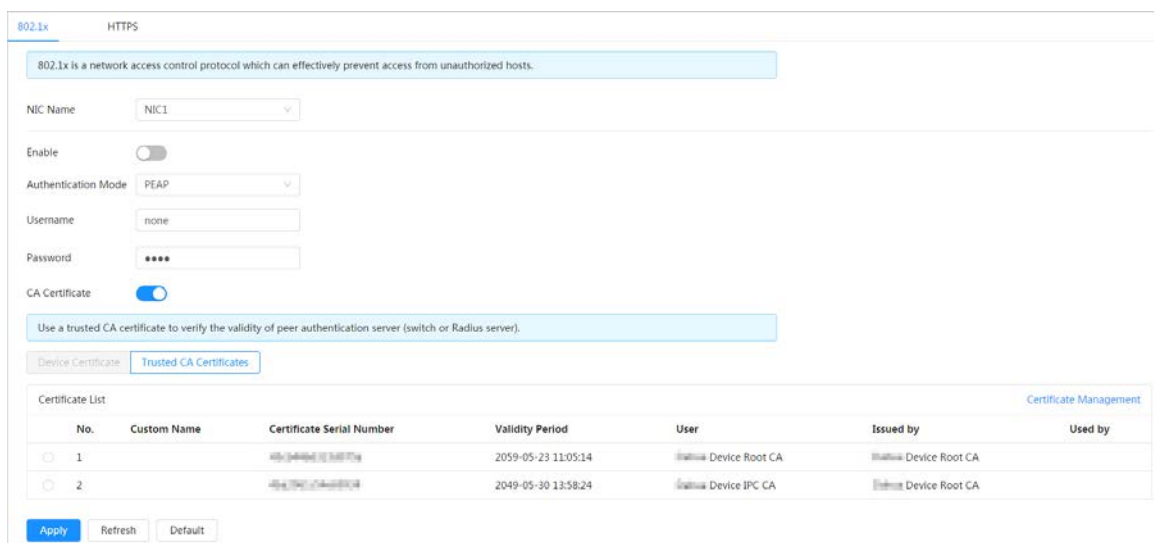 802.1x HTTPS
802.1x is a network access control protocol which can effectively prevent access from unauthorized hosts.
NIC Name NIC1
Enable
Authentication Mode PEAP
Username none
Password ••••
CA Certificate
Use a trusted CA certificate to verify the validity of peer authentication server (switch or Radius server).
Device Certificate Trusted CA Certificates
Certificate List Certificate Management
No. Custom Name Certificate Serial Number Validity Period User Issued by Used by
1 2059-05-23 11:05:14 Device Root CA Device Root CA
2 2049-05-30 13:58:24 Device IPC CA Device Root CA
Apply Refresh Default